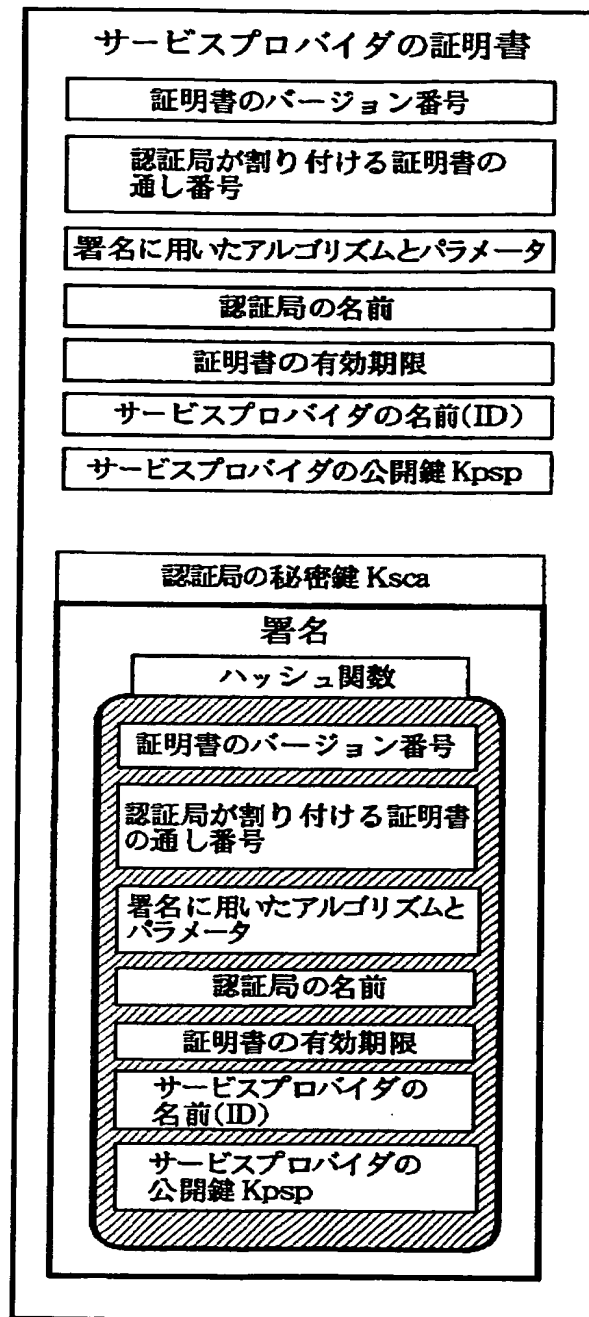 サービスプロバイダの証明書
証明書のバージョン番号
認証局が割り付ける証明書の
通し番号
署名に用いたアルゴリズムとパラメータ
認証局の名前
証明書の有効期限
サービスプロバイダの名前(ID)
サービスプロバイダの公開鍵 Kpsp
認証局の秘密鍵 Ksca
署名
ハッシュ関数
証明書のバージョン番号
認証局が割り付ける証明書
の通し番号
署名に用いたアルゴリズムと
パラメータ
認証局の名前
証明書の有効期限
サービスプロバイダの
名前(ID)
サービスプロバイダの
公開鍵 Kpsp